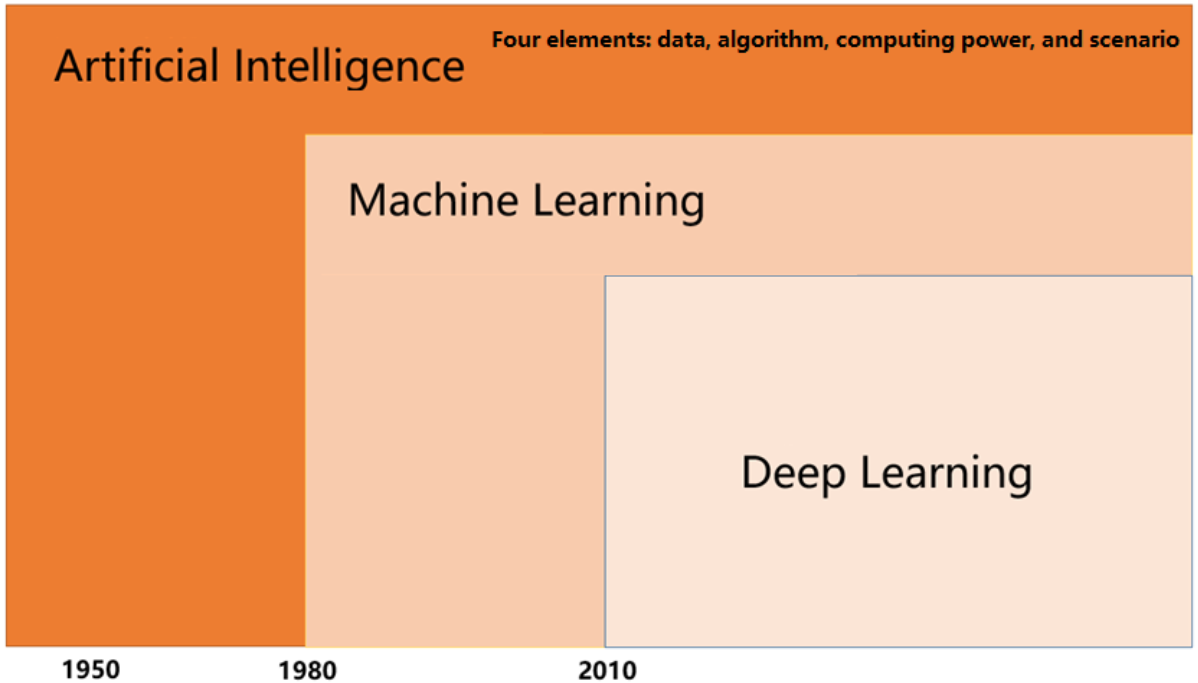 Four elements: data, algorithm, computing power, and scenario
Artificial Intelligence
Machine Learning
Deep Learning
1950
1980
2010